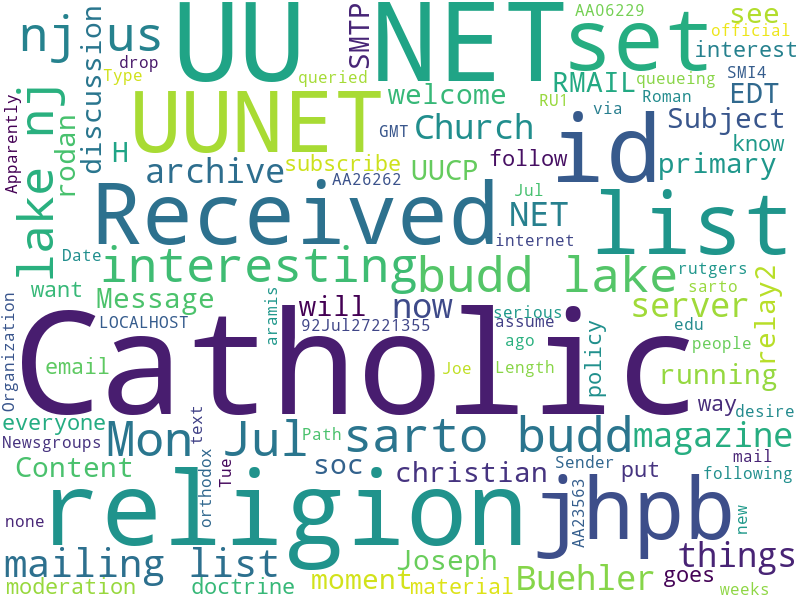 nj us UU NET set see
AA06229
official
interest
drop
Type
discussion
SMTP
queried
RMAIL queueing
SMI4
EDT
UUNET
welcome
RU1
via
Roman
Subject
Apparently
lake nj
rodan
H
archive
subscribe
AA26262
UUCP
GMT
Church
follow
id
primary
know
Received
Jul
NET
list
internet
Date
interesting
budd lake
rutgers
sarto
want
Message
aramis
will
now
serious
server
relay2
Organization
LOCALHOST
92Jul27221355
assume
ago
edu
people
policy
email
Catholic
Joe
Length
running
way
desire
everyone
Newsgroups
Mon Jul
text
Path
sarto budd
magazine
mail
Content
orthodox
Tue
soc
christian
Sender
put
following
none
religion
jhpb
AA23563
new
mailing list
Joseph
things
moderation
doctrine
moment
material
Buehler
goes
weeks